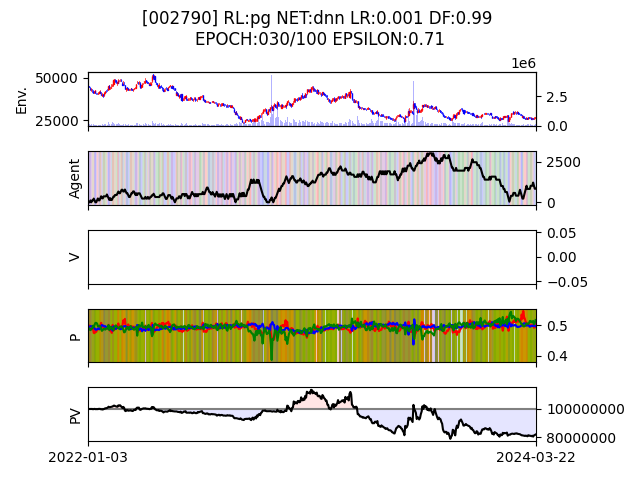 [002790] RL:pg NET:dnn LR:0.001 DF:0.99
EPOCH:030/100 EPSILON:0.71
1e6
Env.
50000
25000
2.5
0.0
Agent
2500
0
V
0.05
0.00
−0.05
P
0.5
0.4
PV
100000000
80000000
2022-01-03
2024-03-22